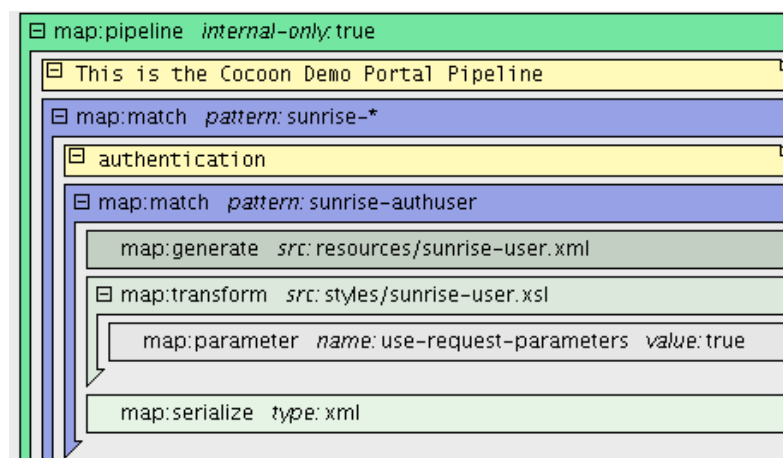 map:pipeline internal-only: true
This is the Cocoon Demo Portal Pipeline
map:match pattern: sunrise-*
authentication
map:match pattern: sunrise-authuser
map:generate src: resources/sunrise-user.xml
map:transform src: styles/sunrise-user.xsl
map:parameter name: use-request-parameters value: true
map:serialize type: xml